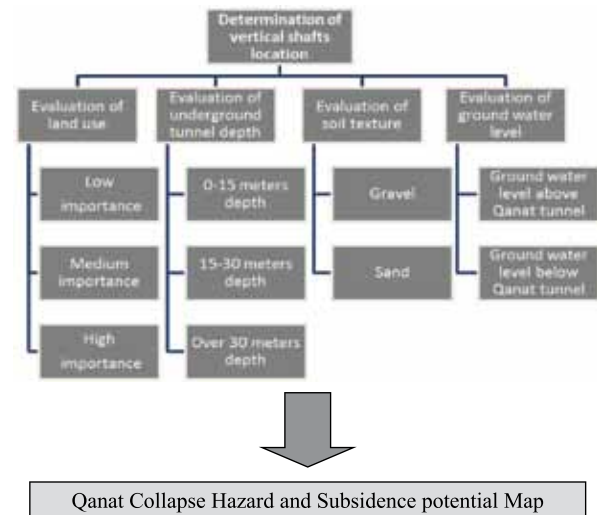 Determination of
vertical shafts
location
Evaluation of
land use
Evaluation of
underground
tunnel depth
Evaluation of
soil texture
Evaluation of
ground water
level
Low
importance
0-15 meters
depth
Gravel
Ground water
level above
Qanat tunnel
Medium
importance
15-30 meters
depth
Sand
Ground water
level below
Qanat tunnel
High
importance
Over 30 meters
depth
Qanat Collapse Hazard and Subsidence potential Map